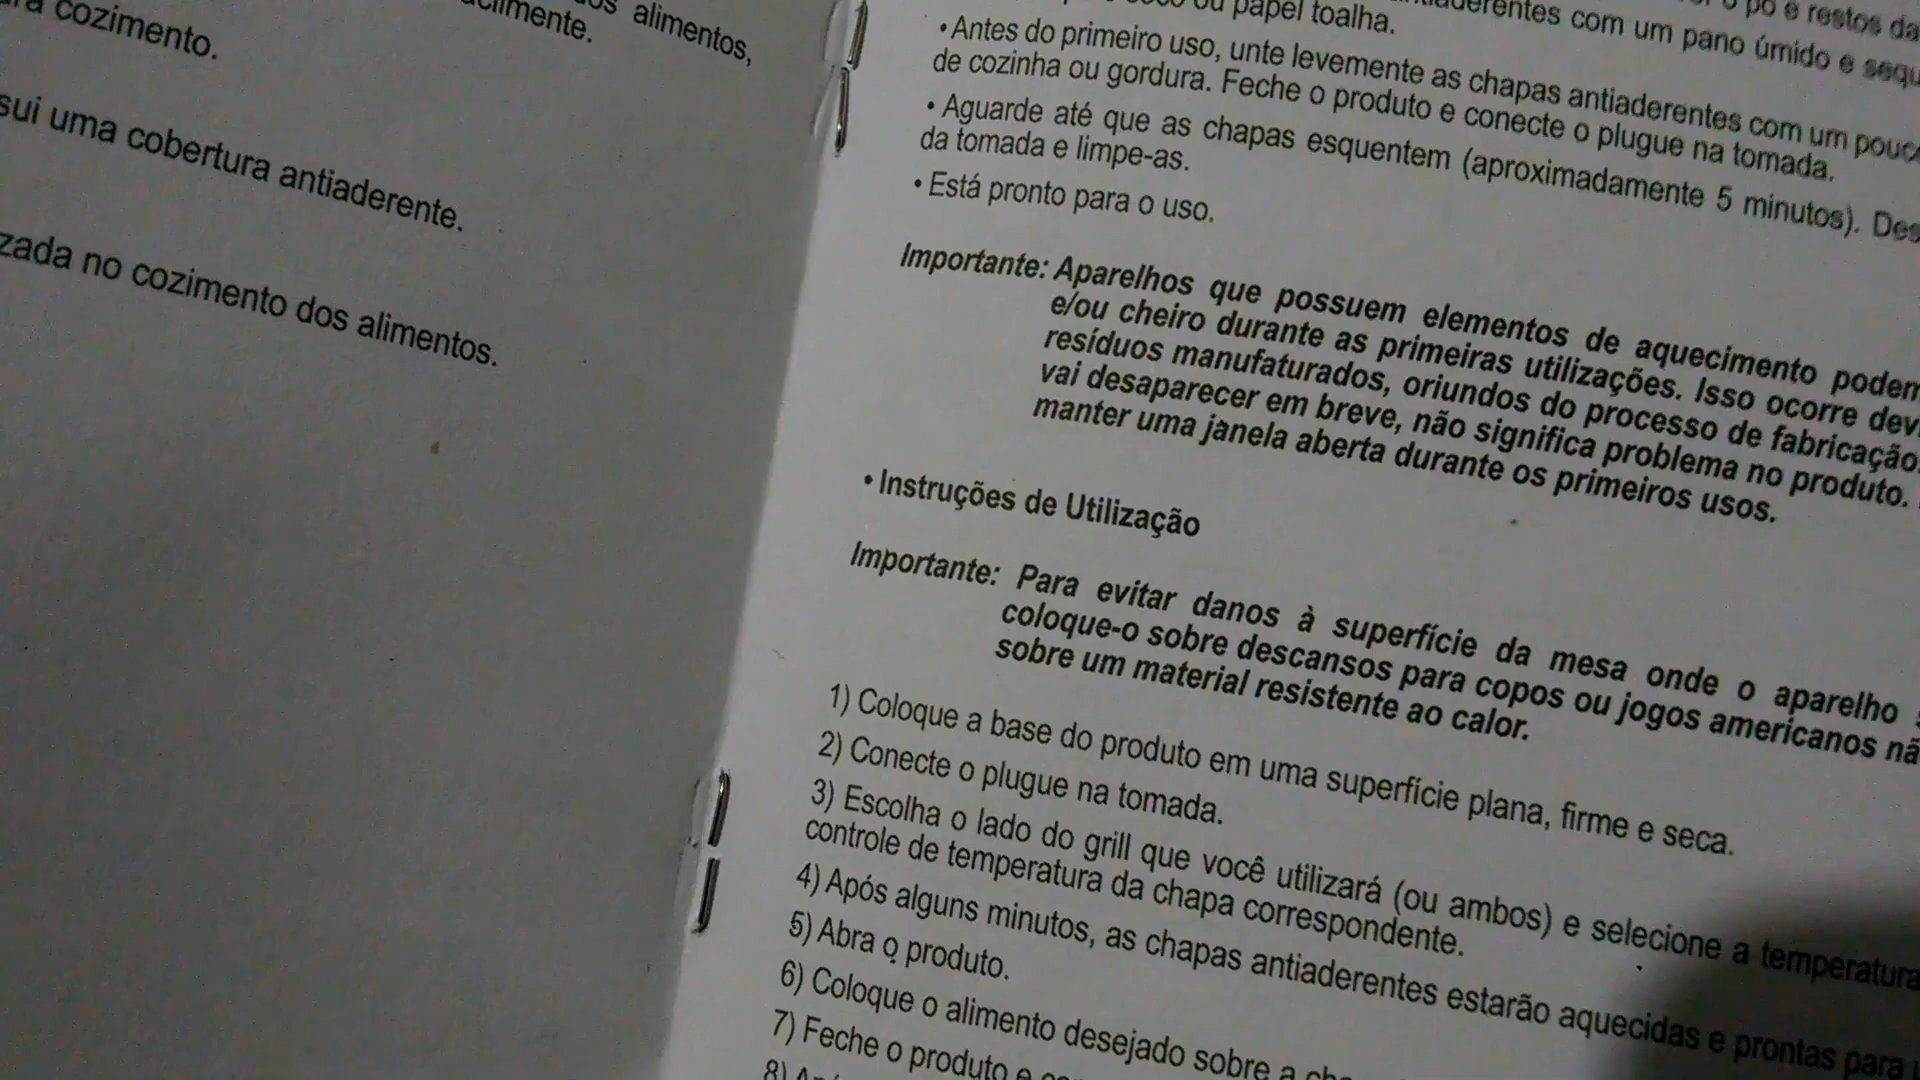 cozimento.
alimentos,
uma cobertura antiaderente.
no cozimento dos alimentos.
com um pano úmido e
ou papel toalha.
• Antes do primeiro uso, unte levemente as chapas antiaderentes com um
de cozinha ou gordura. Feche o produto e conecte o plugue na tomada.
• Aguarde até que as chapas esquentem (aproximadamente 5 minutos).
da tomada e limpe-as.
• Está pronto para o uso.
Importante: Aparelhos que possuem elementos de aquecimento
e/ou cheiro durante as primeiras utilizações. Isso ocorre
resíduos manufaturados, oriundos do processo de fabricação.
vai desaparecer em breve, não significa problema no produto.
manter uma janela aberta durante os primeiros usos.
• Instruções de Utilização
Importante: Para evitar danos à superfície da mesa onde o aparelho
coloque-o sobre descansos para copos ou jogos americanos
sobre um material resistente ao calor.
1) Coloque a base do produto em uma superfície plana, firme e seca.
2) Conecte o plugue na tomada.
3) Escolha o lado do grill que você utilizará (ou ambos) e selecione a temperatura
controle de temperatura da chapa correspondente.
4) Após alguns minutos, as chapas antiaderentes estarão aquecidas e prontas para
5) Abra o produto.
6) Coloque o alimento desejado sobre a
7) Feche o produto e
8)